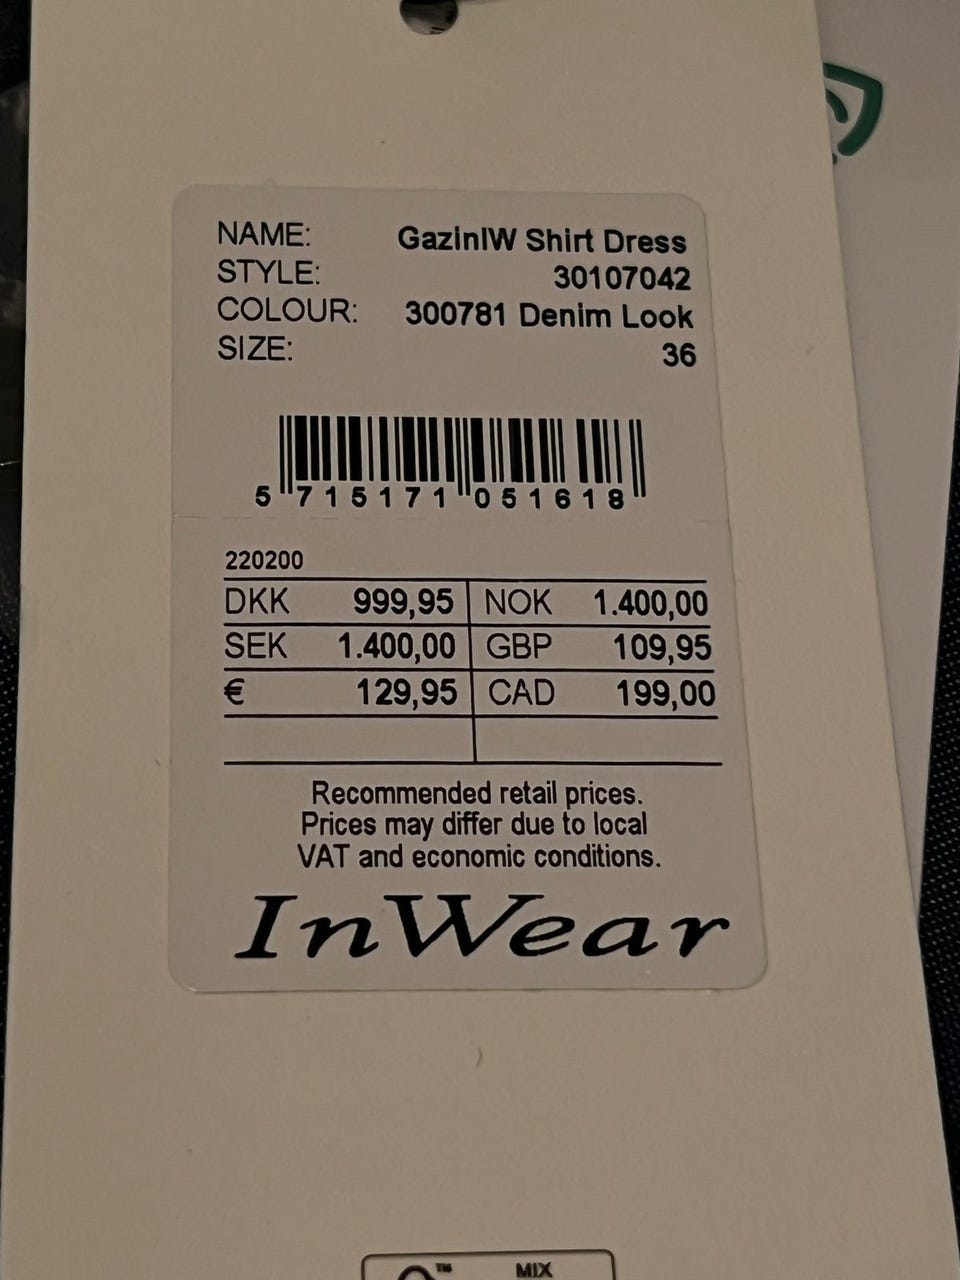 NAME: GazinIW Shirt Dress
STYLE: 30107042
COLOUR: 300781 Denim Look
SIZE: 36
5 715171 051618
220200
DKK 999,95 NOK 1.400,00
SEK 1.400,00 GBP 109,95
€ 129,95 CAD 199,00
Recommended retail prices.
Prices may differ due to local
VAT and economic conditions.
InWear
™ MIX